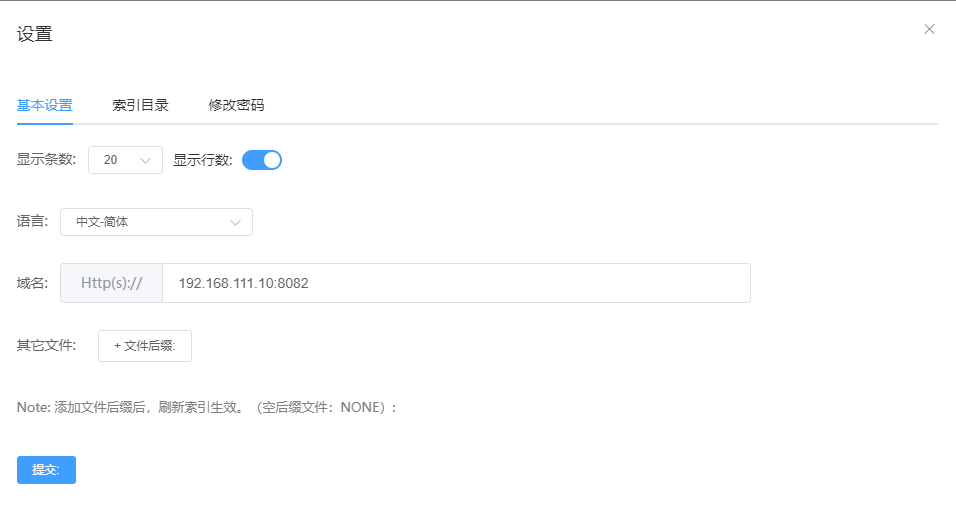 设置
基本设置 索引目录 修改密码
显示条数: 20 显示行数:
语言: 中文-简体
域名: Http(s):// 192.168.111.10:8082
其它文件: + 文件后缀:
Note: 添加文件后缀后，刷新索引生效。（空后缀文件：NONE）:
提交: